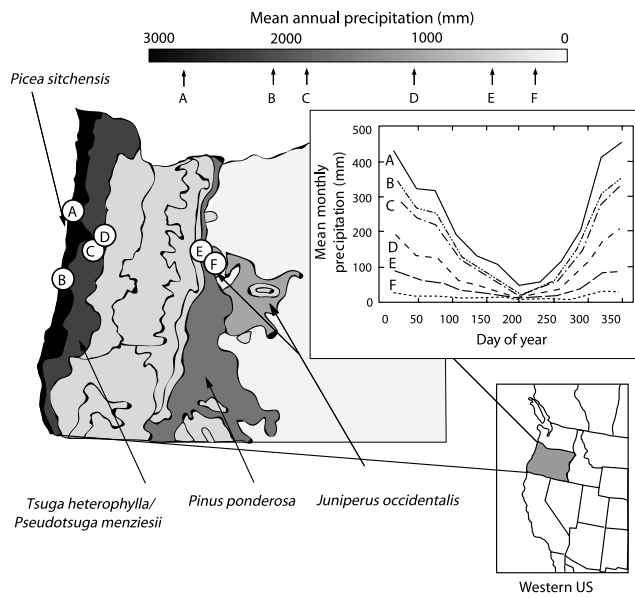 Mean annual precipitation (mm)
3000 2000 1000 0
A B C D E F
Picea sitchensis
A
B
C
D
E
F
Mean monthly
precipitation (mm)
500
400
300
200
100
0
A
B
C
D
E
F
0 50 100 150 200 250 300 350
Day of year
Tsuga heterophylla/
Pseudotsuga menziesii
Pinus ponderosa
Juniperus occidentalis
Western US